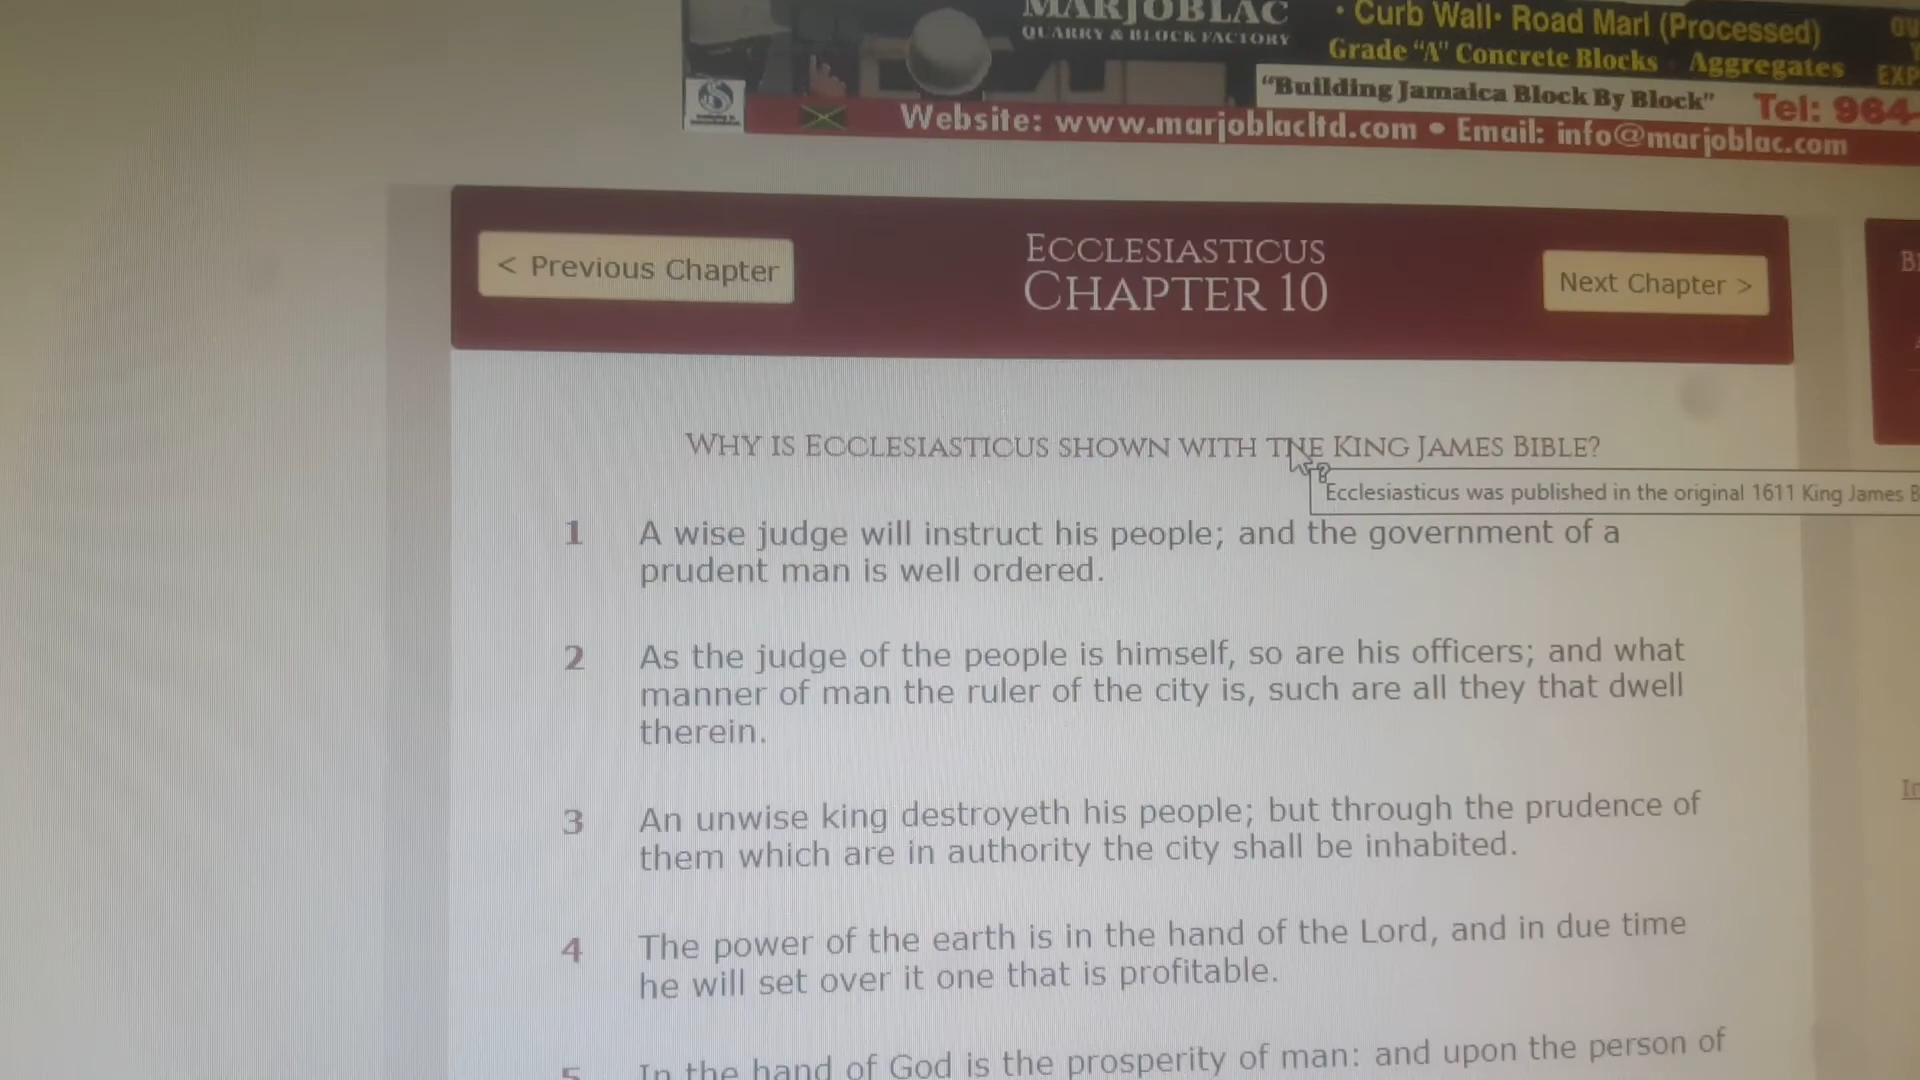 MARJOBLAC
QUARRY & BLOCK FACTORY
• Curb Wall• Road Marl (Processed)
Grade "A" Concrete Blocks Aggregates
EXP
"Building Jamaica Block By Block"
Tel: 964-
Website: www.marjoblacltd.com • Email: info@marjoblac.com
< Previous Chapter
ECCLESIASTICUS
CHAPTER 10
Next Chapter >
WHY IS ECCLESIASTICUS SHOWN WITH THE KING JAMES BIBLE?
Ecclesiasticus was published in the original 1611 King James B
1 A wise judge will instruct his people; and the government of a
prudent man is well ordered.
2 As the judge of the people is himself, so are his officers; and what
manner of man the ruler of the city is, such are all they that dwell
therein.
3 An unwise king destroyeth his people; but through the prudence of
them which are in authority the city shall be inhabited.
4 The power of the earth is in the hand of the Lord, and in due time
he will set over it one that is profitable.
5 In the hand of God is the prosperity of man: and upon the person of